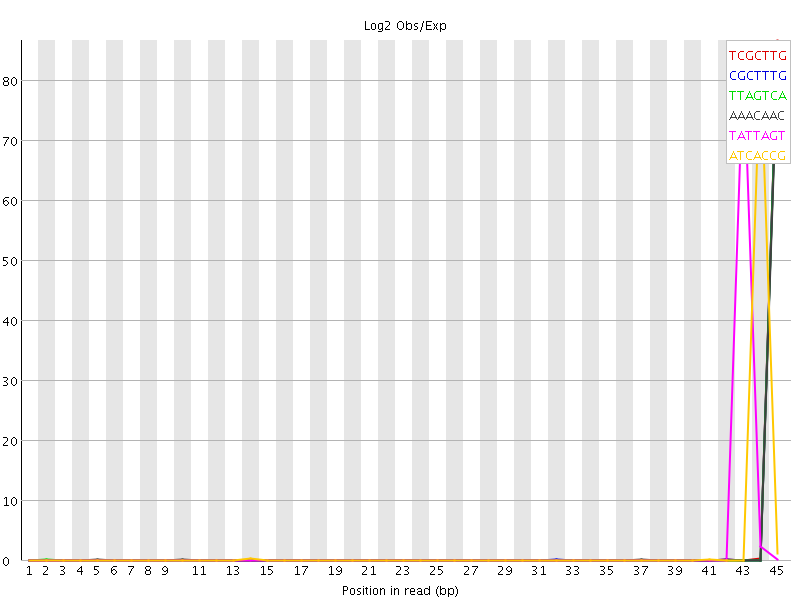 Log2 Obs/Exp
TCGCTTG
CGCTTTG
TTAGTCA
AAACAAC
TATTAGT
ATCACCG
80
70
60
50
40
30
20
10
0
1 2 3 4 5 6 7 8 9 11 13 15 17 19 21 23 25 27 29 31 33 35 37 39 41 43 45
Position in read (bp)